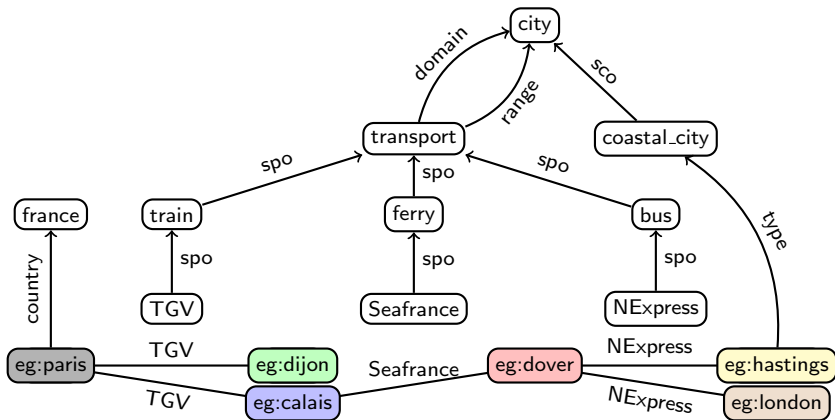 city
domain
range
sco
transport
coastal_city
spo
spo
spo
france
train
ferry
bus
country
spo
spo
spo
type
TGV
Seafrance
NExpress
eg:paris
TGV
eg:dijon
Seafrance
eg:dover
NExpress
eg:hastings
TGV
eg:calais
NExpress
eg:london